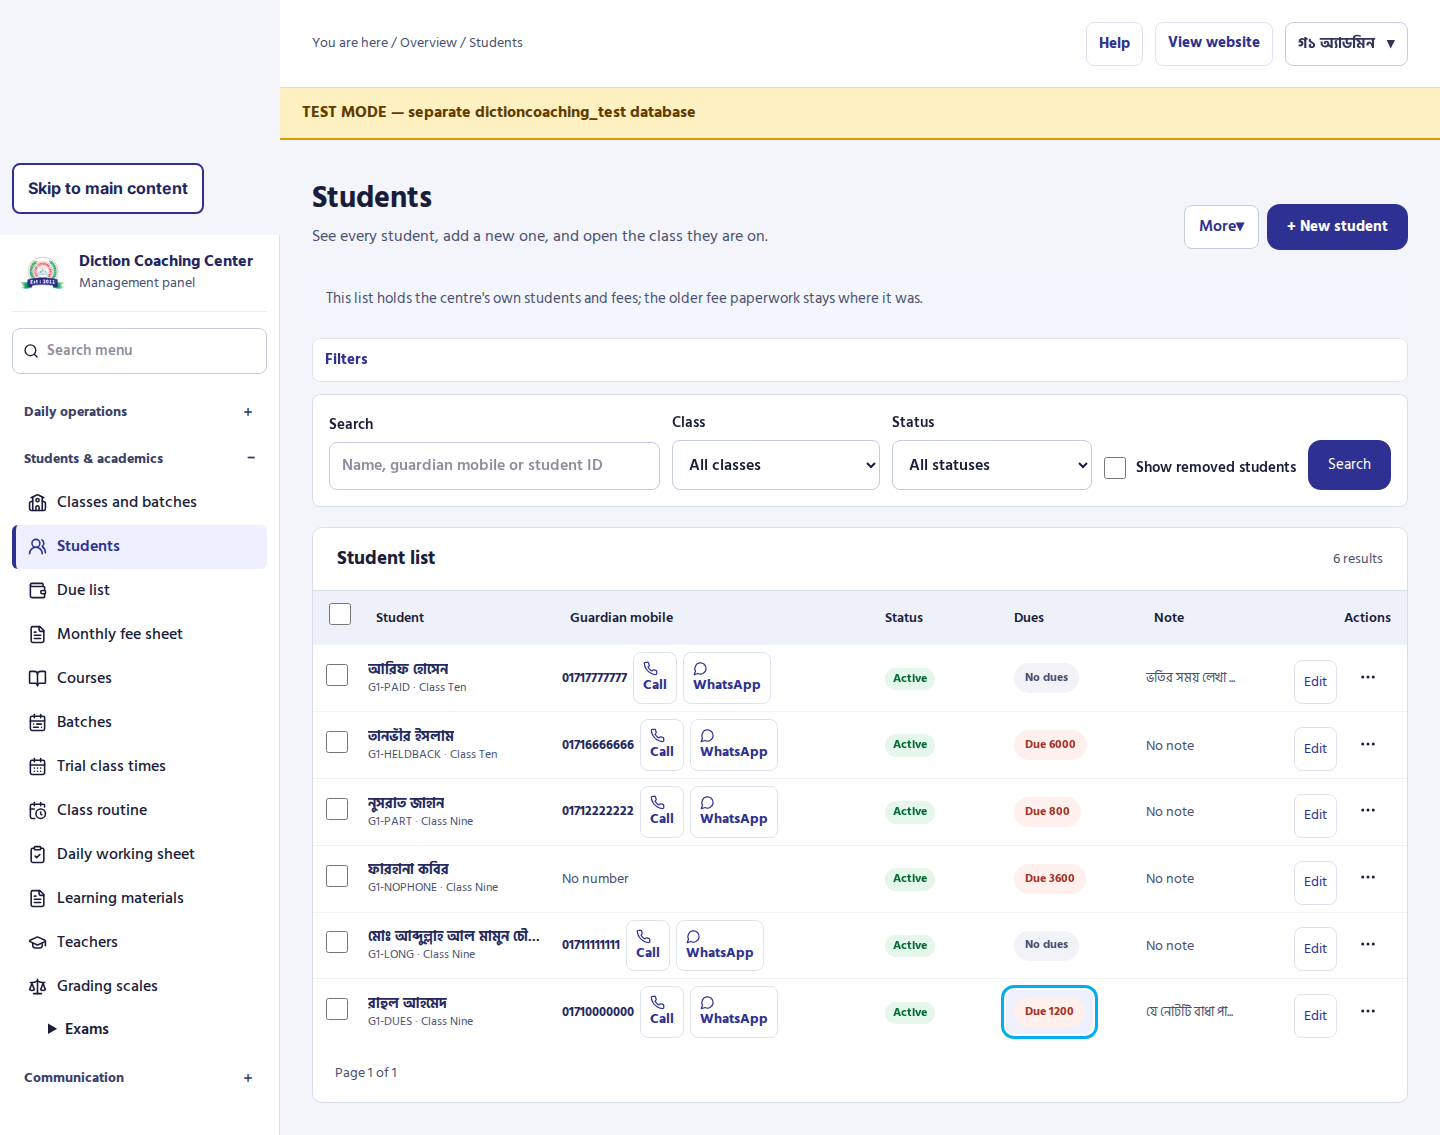 You are here / Overview / Students
Help
View website
গ১ অ্যাডমিন ▼
TEST MODE — separate dictioncoaching_test database
Skip to main content
Diction Coaching Center
Management panel
Search menu
Daily operations +
Students & academics −
Classes and batches
Students
Due list
Monthly fee sheet
Courses
Batches
Trial class times
Class routine
Daily working sheet
Learning materials
Teachers
Grading scales
Exams
Communication +
Students
See every student, add a new one, and open the class they are on.
More▾
+ New student
This list holds the centre's own students and fees; the older fee paperwork stays where it was.
Filters
Search
Name, guardian mobile or student ID
Class
All classes
Status
All statuses
Show removed students
Search
Student list
6 results
Student Guardian mobile Status Dues Note Actions
আরিফ হোসেন
G1-PAID · Class Ten
01717777777 Call WhatsApp Active No dues ভর্তির সময় লেখা ... Edit ···
তানভীর ইসলাম
G1-HELDBACK · Class Ten
01716666666 Call WhatsApp Active Due 6000 No note Edit ···
নুসরাত জাহান
G1-PART · Class Nine
01712222222 Call WhatsApp Active Due 800 No note Edit ···
ফারহানা কবির
G1-NOPHONE · Class Nine
No number Active Due 3600 No note Edit ···
মোঃ আব্দুল্লাহ আল মামুন চৌ...
G1-LONG · Class Nine
01711111111 Call WhatsApp Active No dues No note Edit ···
রাহুল আহমেদ
G1-DUES · Class Nine
01710000000 Call WhatsApp Active Due 1200 যে নোটটি বাধা পা... Edit ···
Page 1 of 1